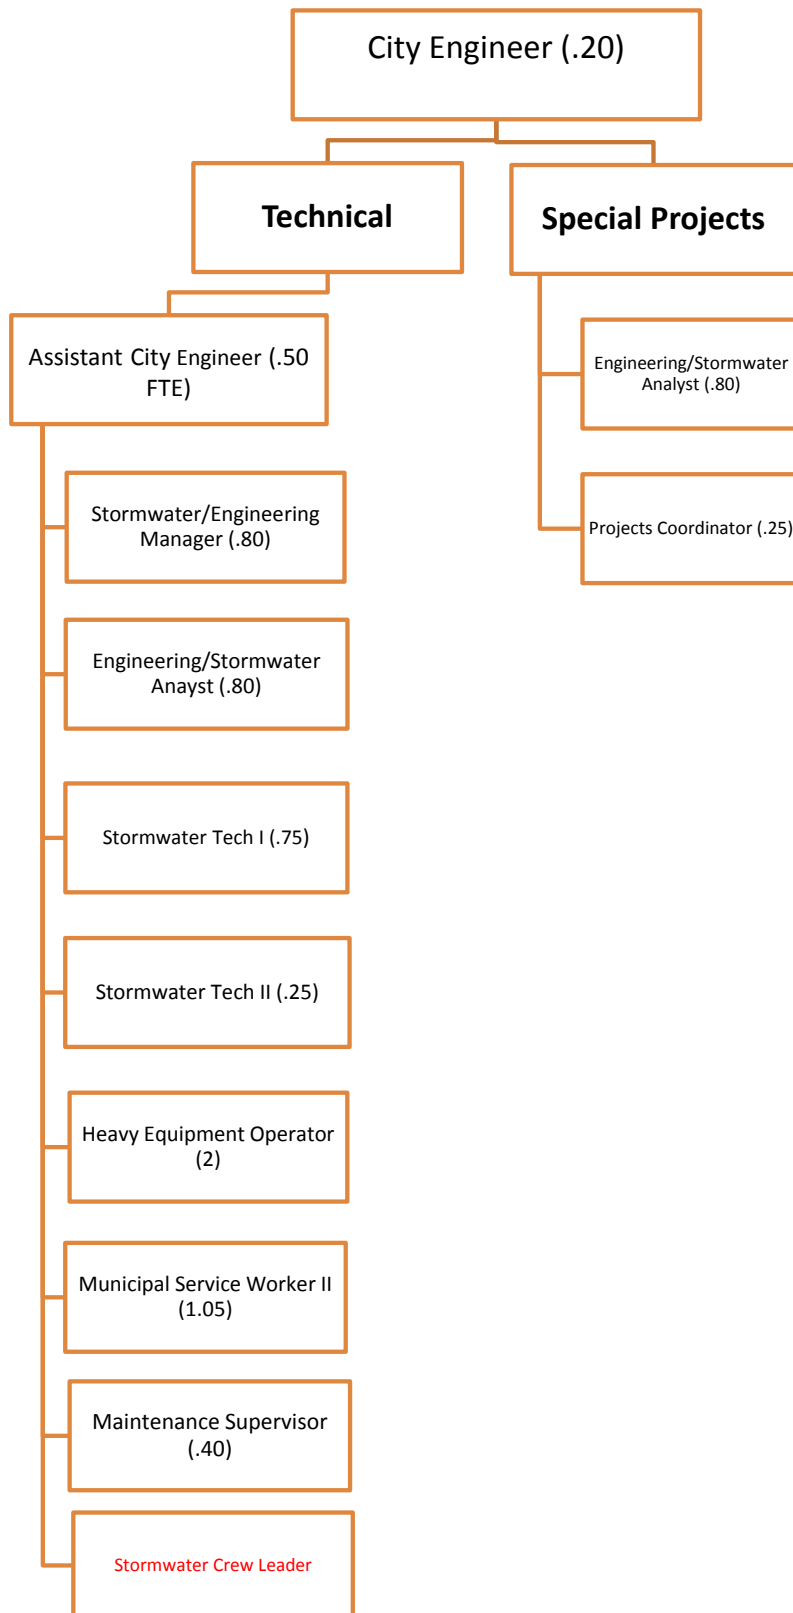 City Engineer (.20)
Technical
Special Projects
Assistant City Engineer (.50
FTE)
Engineering/Stormwater
Analyst (.80)
Projects Coordinator (.25)
Stormwater/Engineering
Manager (.80)
Engineering/Stormwater
Anayst (.80)
Stormwater Tech I (.75)
Stormwater Tech II (.25)
Heavy Equipment Operator
(2)
Municipal Service Worker II
(1.05)
Maintenance Supervisor
(.40)
Stormwater Crew Leader